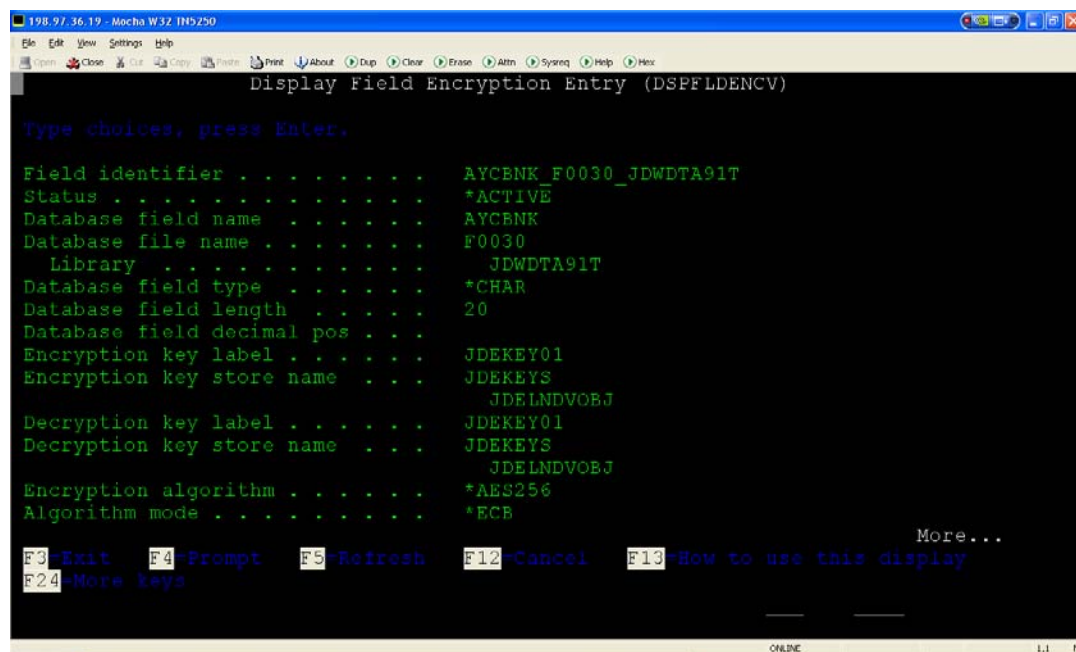 198.97.36.19 - Mocha W32 TN5250
File Edit View Settings Help
Open Close Cut Copy Paste Print About Dup Clear Erase Attn Sysreq Help Hex
Display Field Encryption Entry (DSPFLDENCV)
Type choices, press Enter.
Field identifier . . . . . . . . AYCBNK_F0030_JDWDTA91T
Status . . . . . . . . . . . . . *ACTIVE
Database field name . . . . . . AYCBNK
Database file name . . . . . . . F0030
Library . . . . . . . . . . . JDWDTA91T
Database field type . . . . . . *CHAR
Database field length . . . . . 20
Database field decimal pos . . .
Encryption key label . . . . . . JDEKEY01
Encryption key store name . . . JDEKEYS
JDELNDVOBJ
Decryption key label . . . . . . JDEKEY01
Decryption key store name . . . JDEKEYS
JDELNDVOBJ
Encryption algorithm . . . . . . *AES256
Algorithm mode . . . . . . . . . *ECB
More...
F3=Exit F4=Prompt F5=Refresh F12=Cancel F13=How to use this display
F24=More keys
ONLINE 1.1